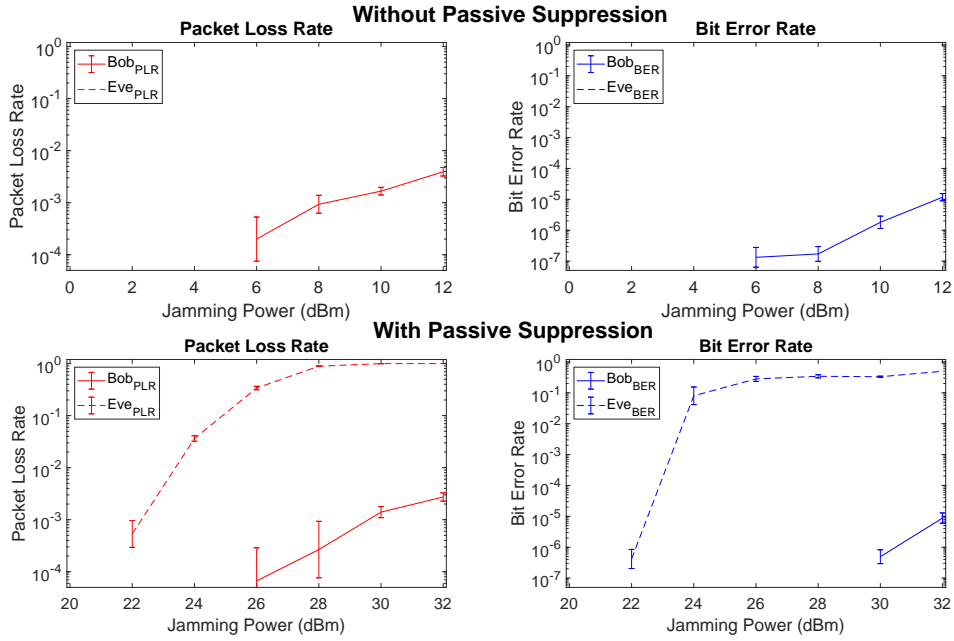 Without Passive Suppression
Packet Loss Rate
Packet Loss Rate
10^0
10^-1
10^-2
10^-3
10^-4
Bob_PLR
Eve_PLR
0 2 4 6 8 10 12
Jamming Power (dBm)
Bit Error Rate
Bit Error Rate
10^0
10^-1
10^-2
10^-3
10^-4
10^-5
10^-6
10^-7
Bob_BER
Eve_BER
0 2 4 6 8 10 12
Jamming Power (dBm)
With Passive Suppression
Packet Loss Rate
Packet Loss Rate
10^0
10^-1
10^-2
10^-3
10^-4
Bob_PLR
Eve_PLR
20 22 24 26 28 30 32
Jamming Power (dBm)
Bit Error Rate
Bit Error Rate
10^0
10^-1
10^-2
10^-3
10^-4
10^-5
10^-6
10^-7
Bob_BER
Eve_BER
20 22 24 26 28 30 32
Jamming Power (dBm)